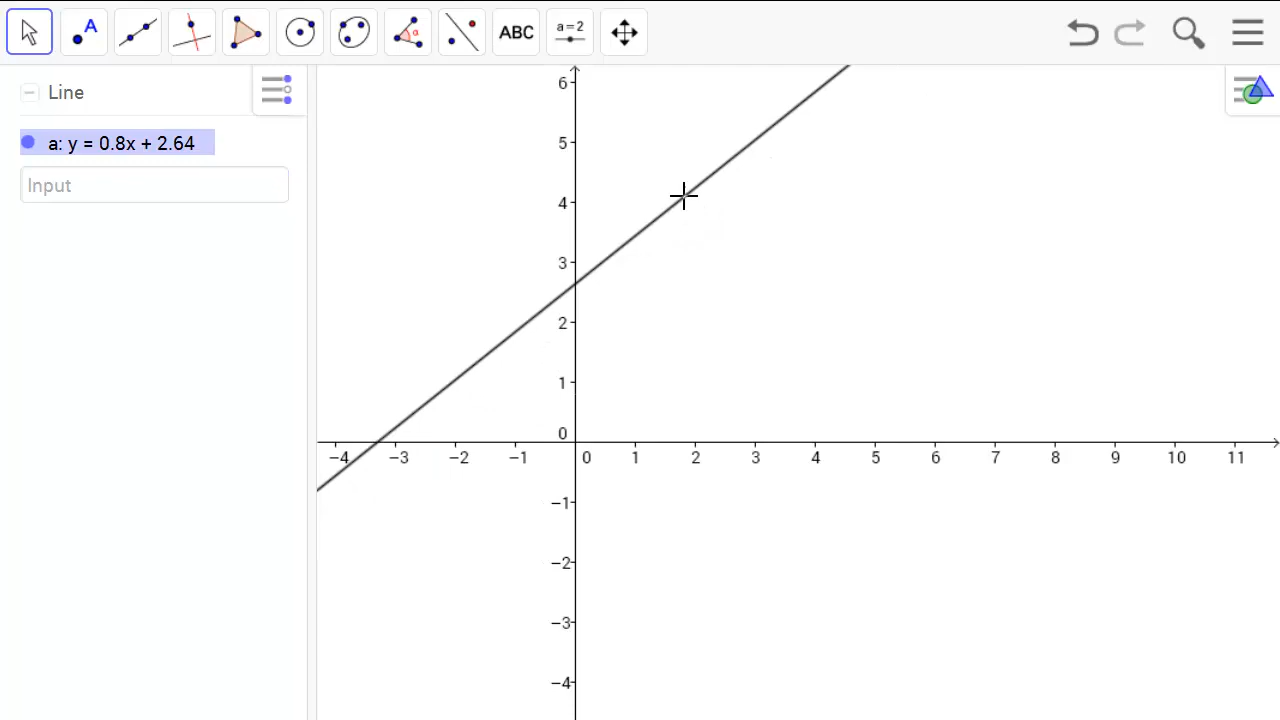 A
α
ABC
a=2
Line
a: y = 0.8x + 2.64
Input
6
5
4
3
2
1
0
−4 −3 −2 −1 0 1 2 3 4 5 6 7 8 9 10 11
−1
−2
−3
−4